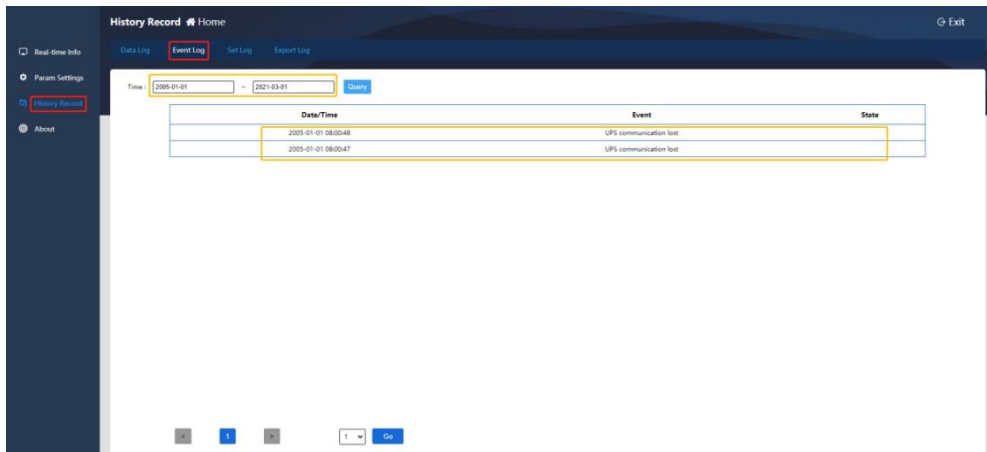 History Record Home
Exit
Real-time Info
Param Settings
History Record
About
Data Log Event Log Set Log Export Log
Time : 2005-01-01 ~ 2021-03-01 Query
Date/Time Event State
2005-01-01 08:00:48 UPS communication lost
2005-01-01 08:00:47 UPS communication lost
< 1 > 1 Go